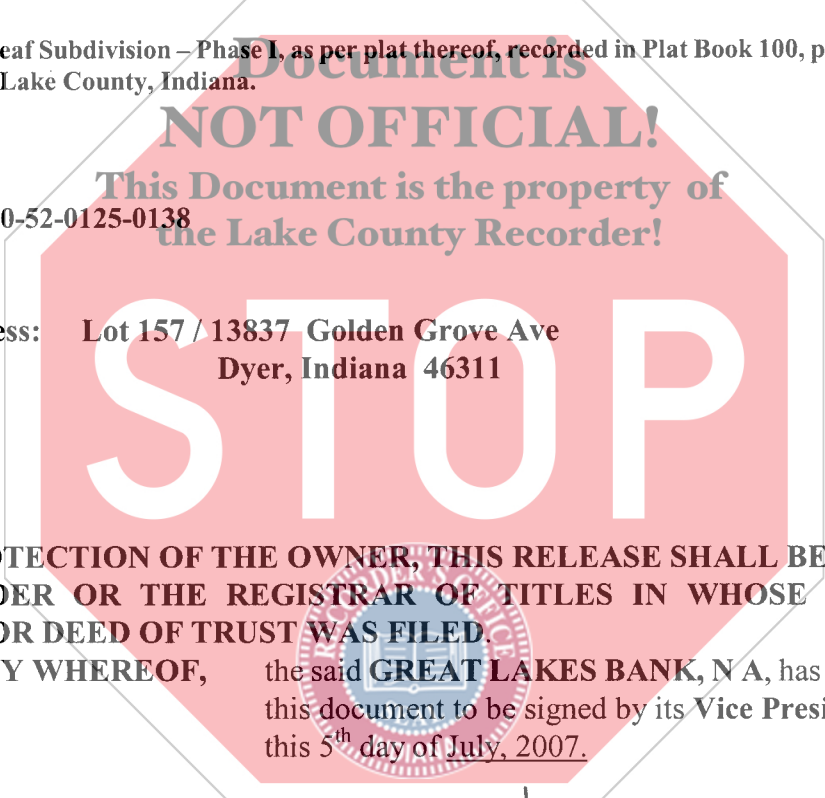 Document is
eaf Subdivision – Phase I, as per plat thereof, recorded in Plat Book 100, p
Lake County, Indiana.
NOT OFFICIAL!
This Document is the property of
0-52-0125-0138
the Lake County Recorder!
ess: Lot 157 / 13837 Golden Grove Ave
Dyer, Indiana 46311
STOP
OTECTION OF THE OWNER, THIS RELEASE SHALL BE
DER OR THE REGISTRAR OF TITLES IN WHOSE
OR DEED OF TRUST WAS FILED.
Y WHEREOF, the said GREAT LAKES BANK, N A, has
this document to be signed by its Vice Presi
this 5th day of July, 2007.
RECORDER'S OFFICE